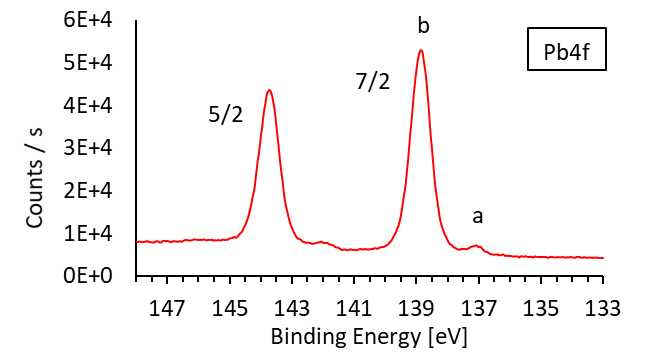 6E+4
b
Pb4f
5E+4
7/2
4E+4
5/2
3E+4
2E+4
a
1E+4
0E+0
147 145 143 141 139 137 135 133
Counts / s
Binding Energy [eV]